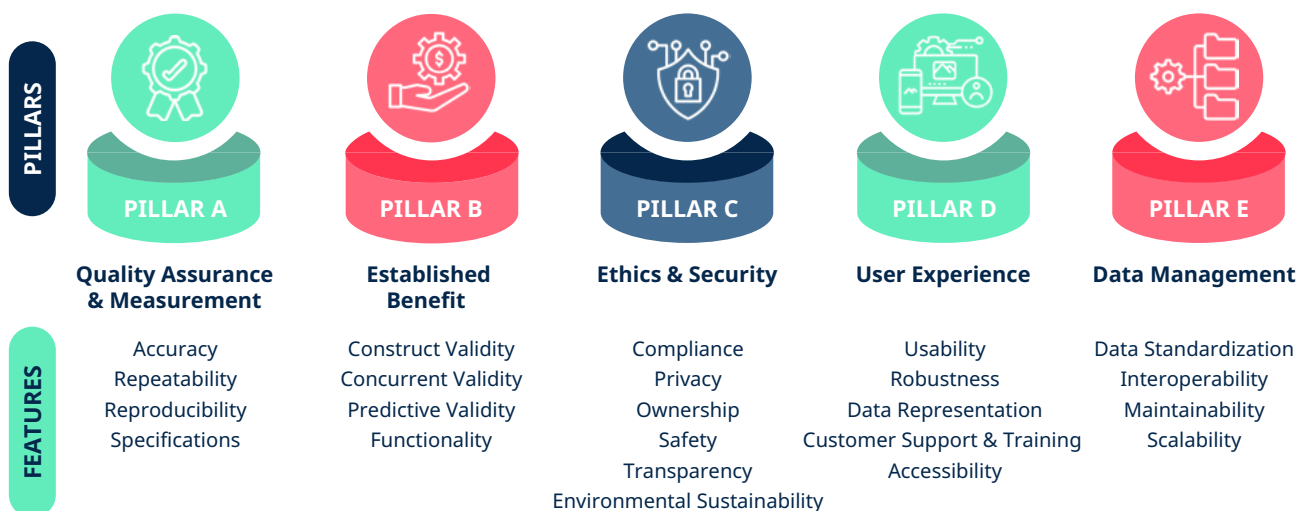 PILLARS
PILLAR A
PILLAR B
PILLAR C
PILLAR D
PILLAR E
$
Quality Assurance
& Measurement
Established
Benefit
Ethics & Security
User Experience
Data Management
FEATURES
Accuracy
Repeatability
Reproducibility
Specifications
Construct Validity
Concurrent Validity
Predictive Validity
Functionality
Compliance
Privacy
Ownership
Safety
Transparency
Environmental Sustainability
Usability
Robustness
Data Representation
Customer Support & Training
Accessibility
Data Standardization
Interoperability
Maintainability
Scalability